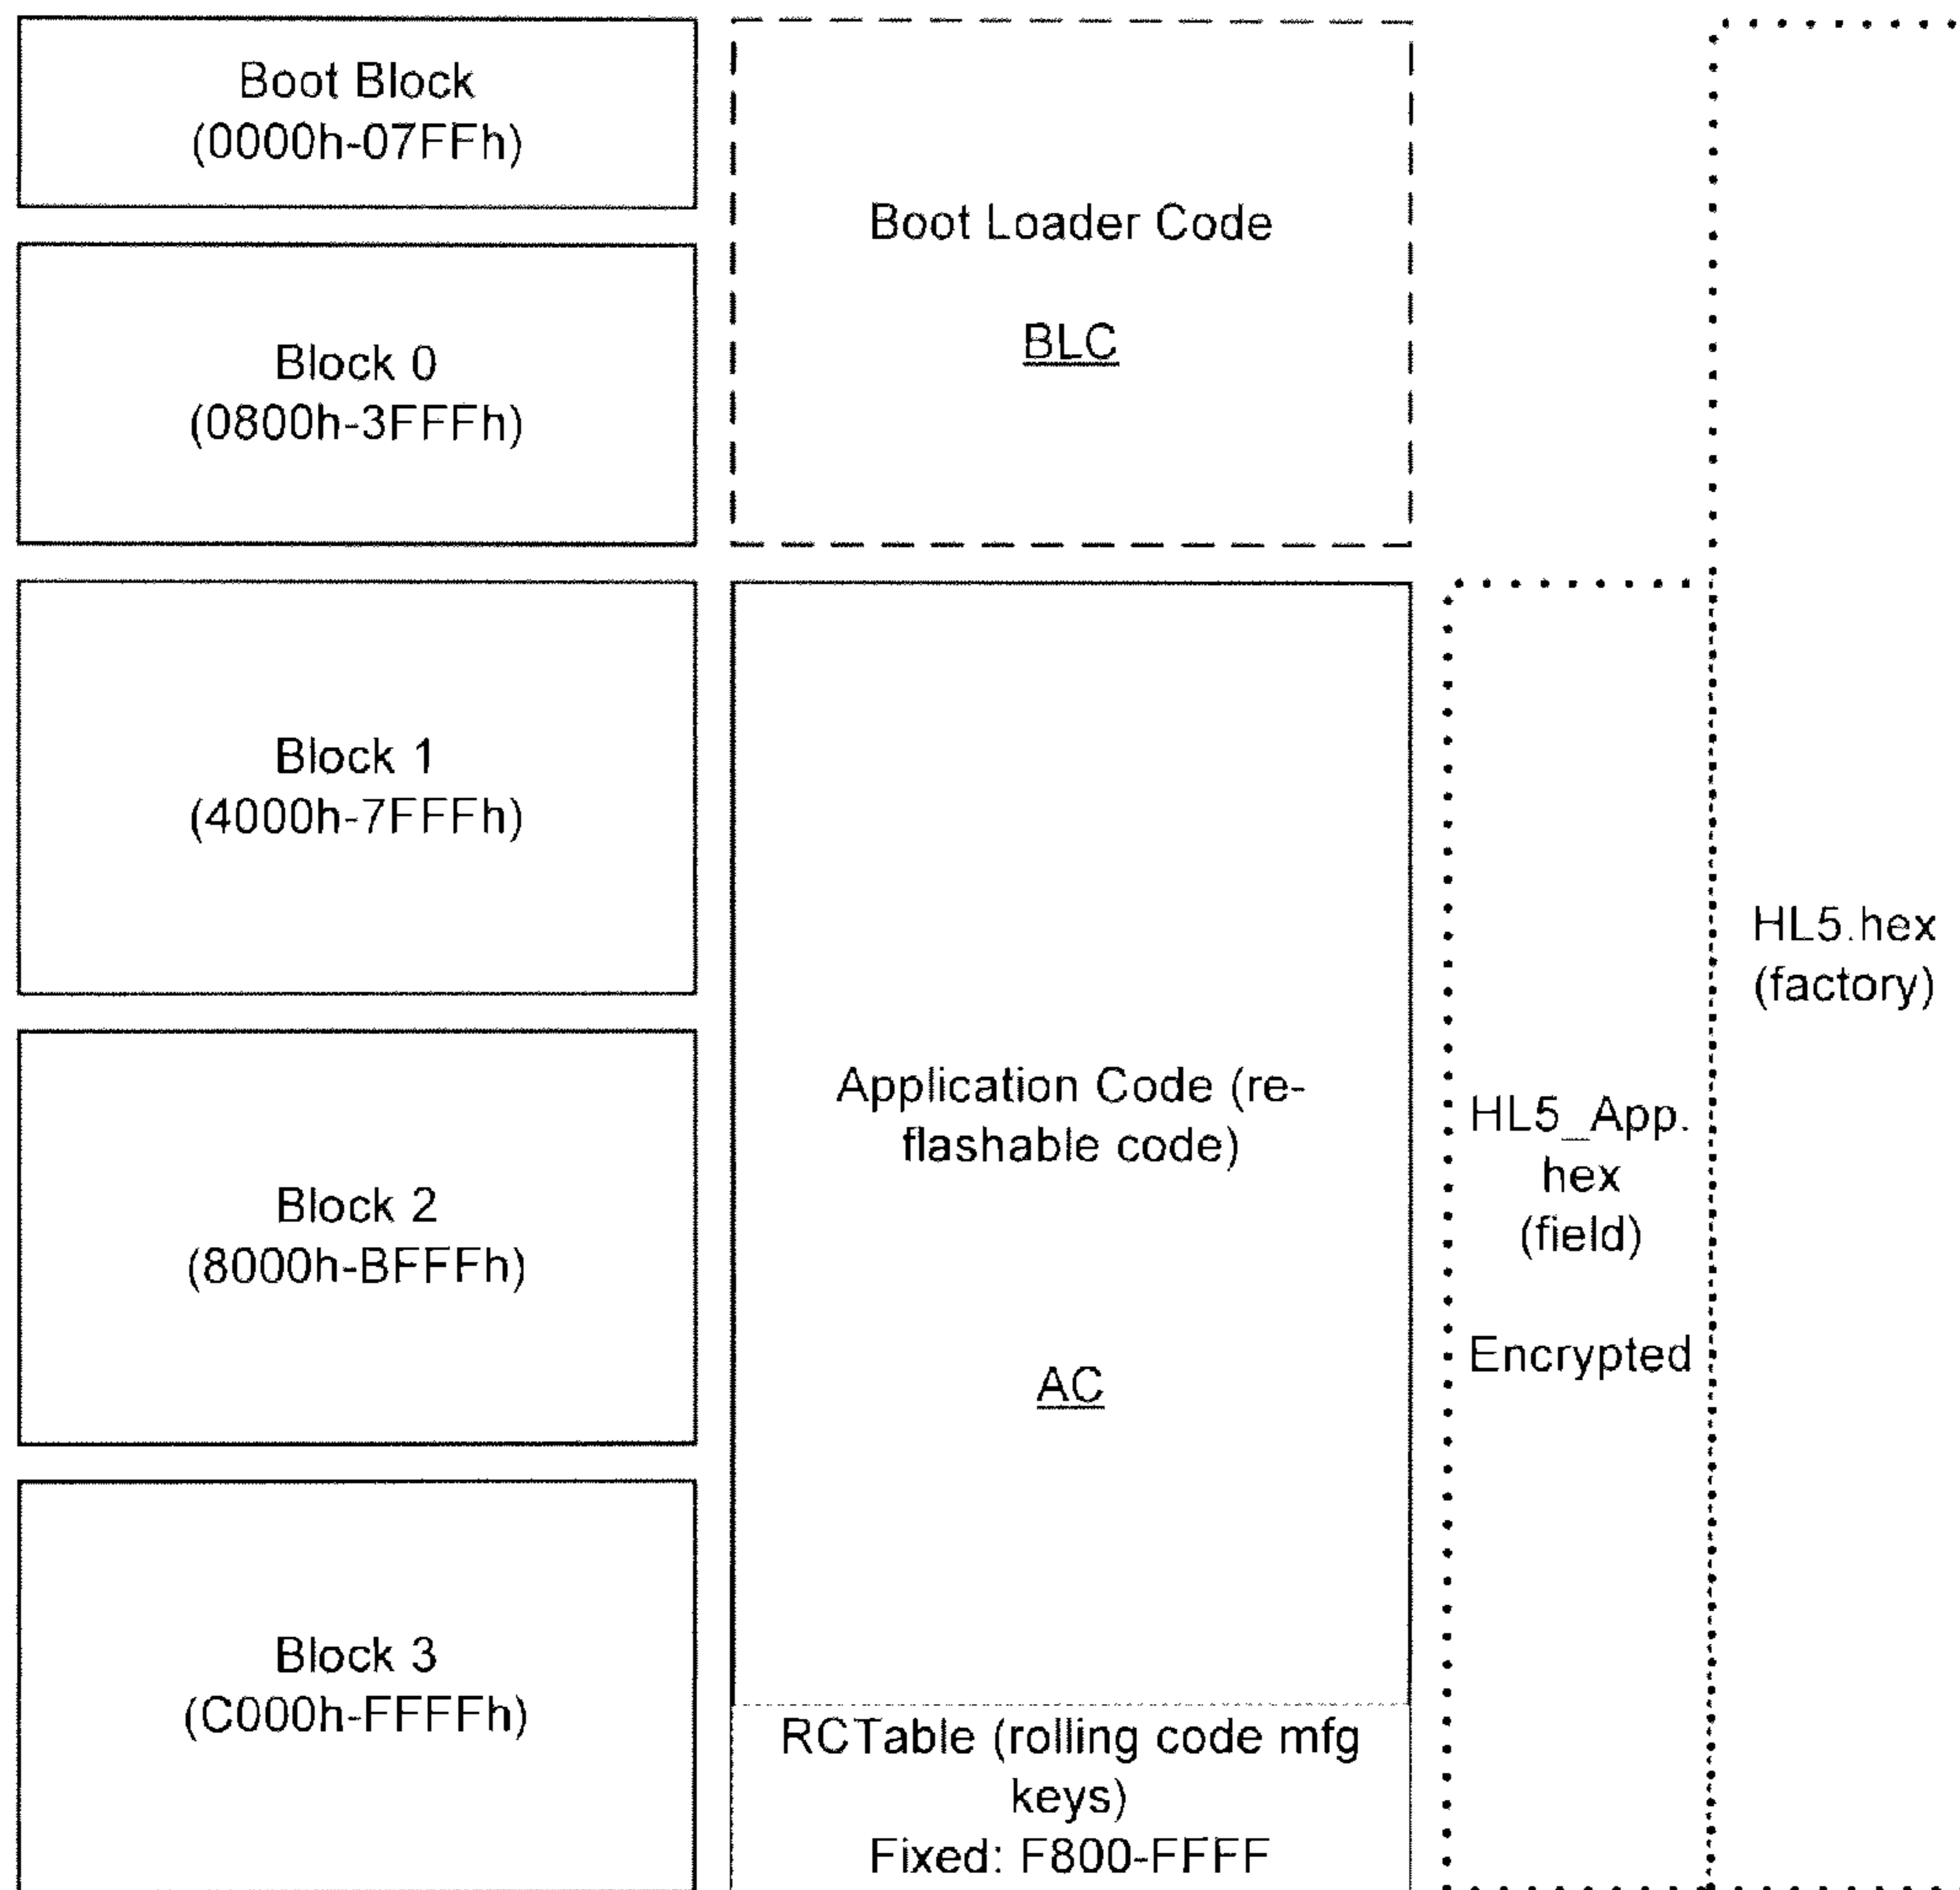 Boot Block
(0000h-07FFh)
Block 0
(0800h-3FFFh)
Block 1
(4000h-7FFFh)
Block 2
(8000h-BFFFh)
Block 3
(C000h-FFFFh)
Boot Loader Code
BLC
Application Code (re-
flashable code)
AC
RCTable (rolling code mfg
keys)
Fixed: F800-FFFF
HL5_App.
hex
(field)
Encrypted
HL5.hex
(factory)